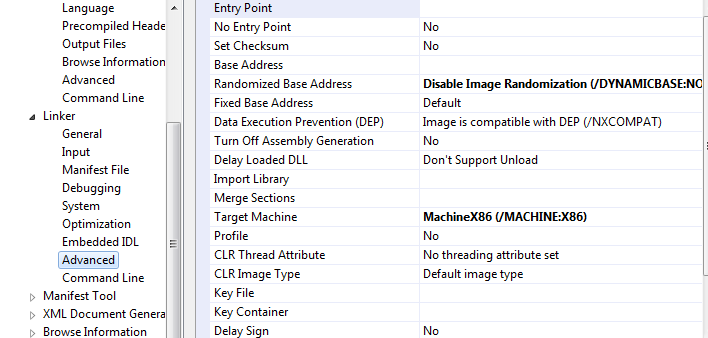 Language
Precompiled Heade
Output Files
Browse Information
Advanced
Command Line
Linker
General
Input
Manifest File
Debugging
System
Optimization
Embedded IDL
Advanced
Command Line
Manifest Tool
XML Document Genera
Browse Information
Entry Point
No Entry Point No
Set Checksum No
Base Address
Randomized Base Address Disable Image Randomization (/DYNAMICBASE:NO
Fixed Base Address Default
Data Execution Prevention (DEP) Image is compatible with DEP (/NXCOMPAT)
Turn Off Assembly Generation No
Delay Loaded DLL Don't Support Unload
Import Library
Merge Sections
Target Machine MachineX86 (/MACHINE:X86)
Profile No
CLR Thread Attribute No threading attribute set
CLR Image Type Default image type
Key File
Key Container
Delay Sign No